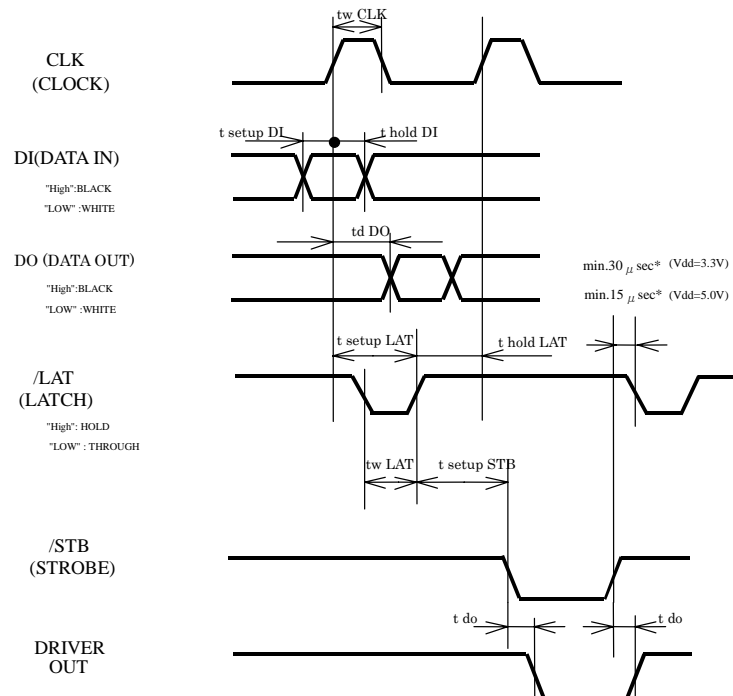 tw CLK
CLK
(CLOCK)
t setup DI
t hold DI
DI(DATA IN)
"High":BLACK
"LOW" :WHITE
td DO
DO (DATA OUT)
"High":BLACK
"LOW" :WHITE
min.30 μ sec* (Vdd=3.3V)
min.15 μ sec* (Vdd=5.0V)
t setup LAT
t hold LAT
/LAT
(LATCH)
"High": HOLD
"LOW" : THROUGH
tw LAT
t setup STB
/STB
(STROBE)
t do
t do
DRIVER
OUT